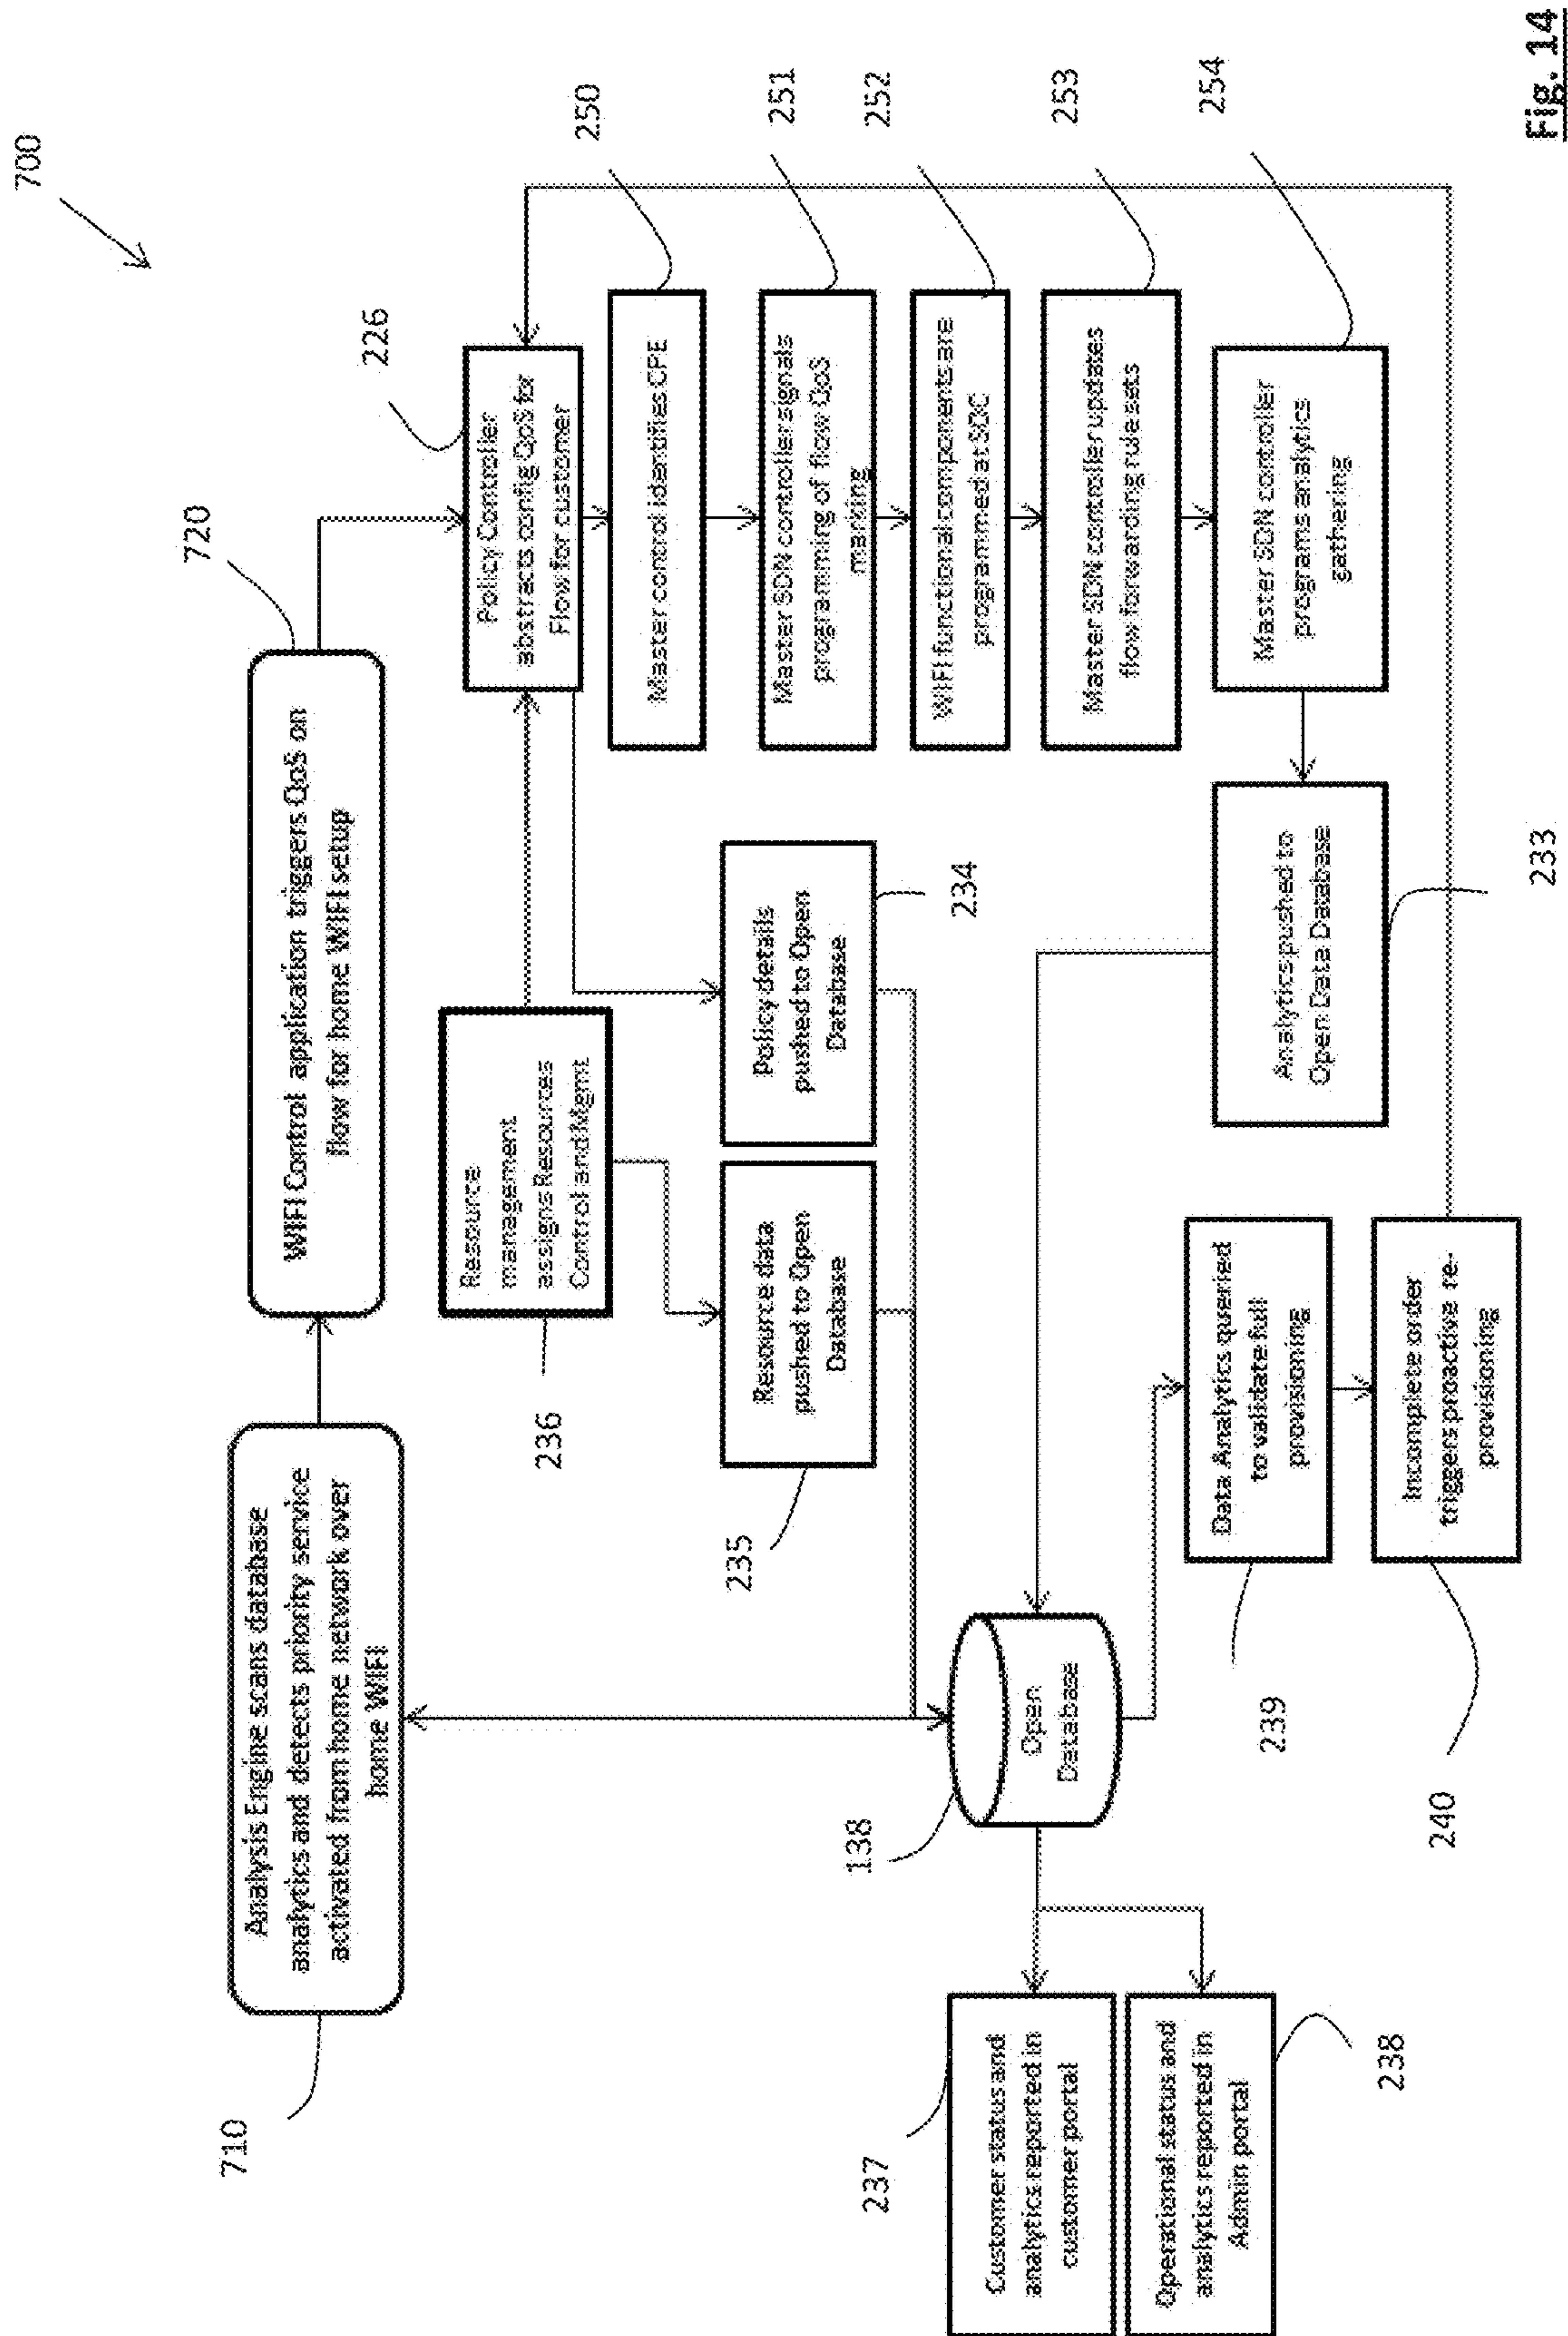 700
710
Analysis Engine scans database
analytics and detects priority service
activated from home network over
home WIFI
720
WIFI Control application triggers QoS on
flow for home WIFI setup
226
Policy Controller
abstracts config QoS for
Flow for customer
236
Resource
management
assigns Resources
Control and Mgmt
250
Master control identifies CPE
235
Resource data
pushed to Open
Database
234
Policy details
pushed to Open
Database
251
Master SDN controller signals
programming of flow QoS
marking
252
WIFI functional components are
programmed at SDC
253
Master SDN controller updates
flow forwarding rule sets
254
Master SDN controller
programs analytics
gathering
233
Analytics pushed to
Open Data Database
138
Open
Database
237
Customer status and
analytics reported in
customer portal
238
Operational status and
analytics reported in
Admin portal
239
Data Analytics queried
to validate full
provisioning
240
Incomplete order
triggers proactive re-
provisioning
Fig. 14